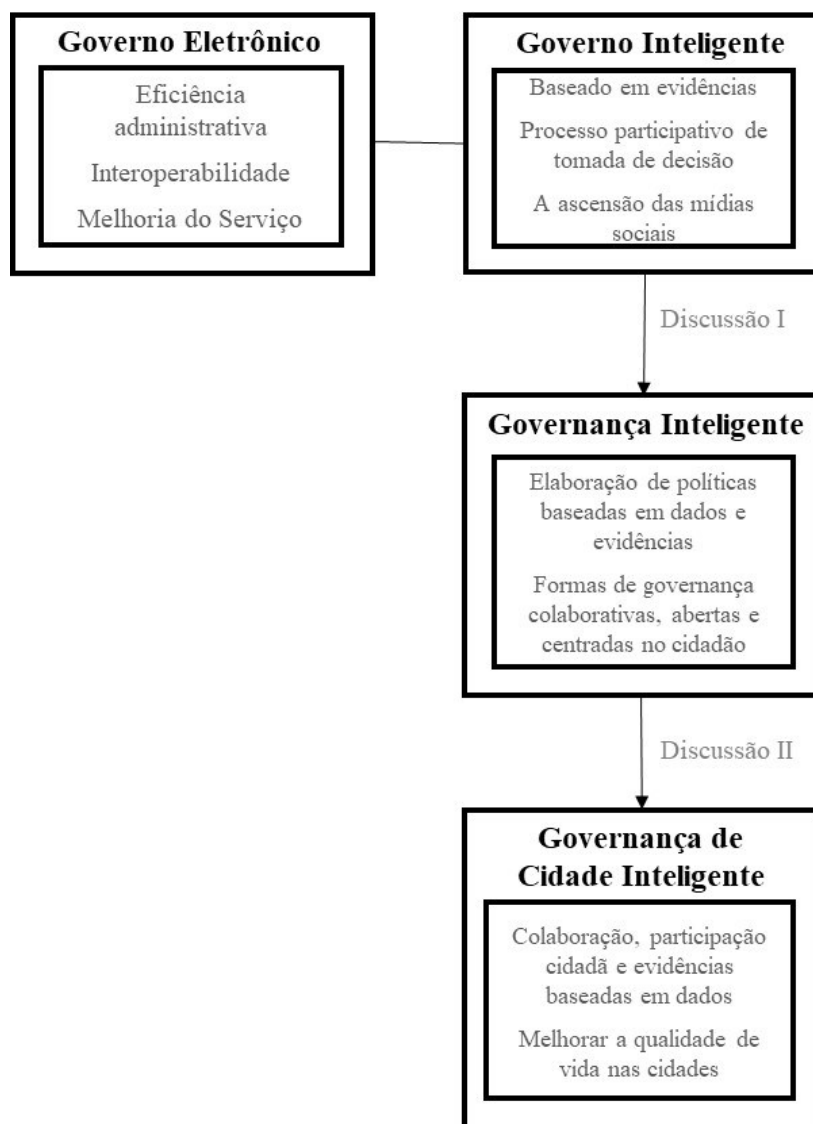 Governo Eletrônico
Eficiência
administrativa
Interoperabilidade
Melhoria do Serviço
Governo Inteligente
Baseado em evidências
Processo participativo de
tomada de decisão
A ascensão das mídias
sociais
Discussão I
Governança Inteligente
Elaboração de políticas
baseadas em dados e
evidências
Formas de governança
colaborativas, abertas e
centradas no cidadão
Discussão II
Governança de
Cidade Inteligente
Colaboração, participação
cidadã e evidências
baseadas em dados
Melhorar a qualidade de
vida nas cidades